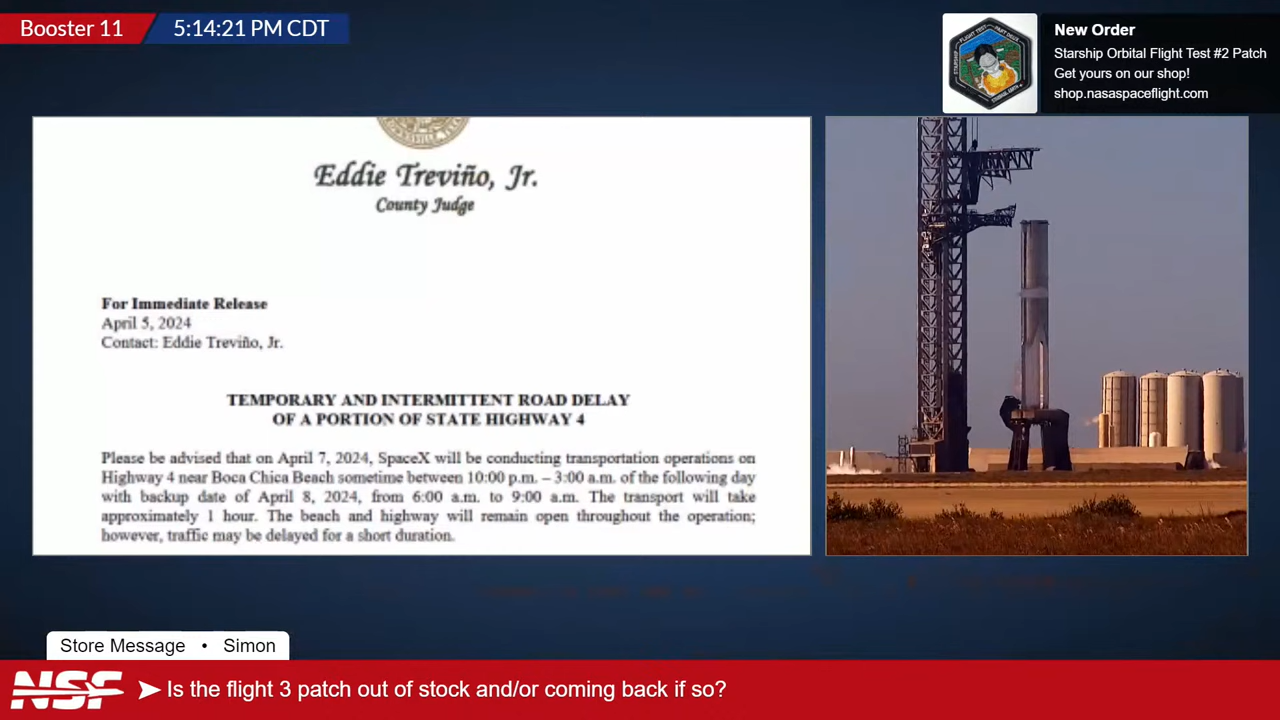 Booster 11
5:14:21 PM CDT
New Order
Starship Orbital Flight Test #2 Patch
Get yours on our shop!
shop.nasaspaceflight.com
Eddie Treviño, Jr.
County Judge
For Immediate Release
April 5, 2024
Contact: Eddie Treviño, Jr.
TEMPORARY AND INTERMITTENT ROAD DELAY
OF A PORTION OF STATE HIGHWAY 4
Please be advised that on April 7, 2024, SpaceX will be conducting transportation operations on
Highway 4 near Boca Chica Beach sometime between 10:00 p.m. – 3:00 a.m. of the following day
with backup date of April 8, 2024, from 6:00 a.m. to 9:00 a.m. The transport will take
approximately 1 hour. The beach and highway will remain open throughout the operation;
however, traffic may be delayed for a short duration.
Store Message • Simon
NSF
Is the flight 3 patch out of stock and/or coming back if so?